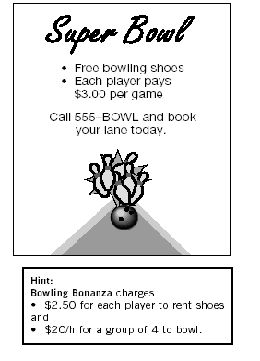 Super Bowl
• Free bowling shoes
• Each player pays
$3.00 per game
Call 555-BOWL and book
your lane today.
Hint:
Bowling Bonanza charges
• $2.50 for each player to rent shoes
and
• $20/h for a group of 4 to bowl.